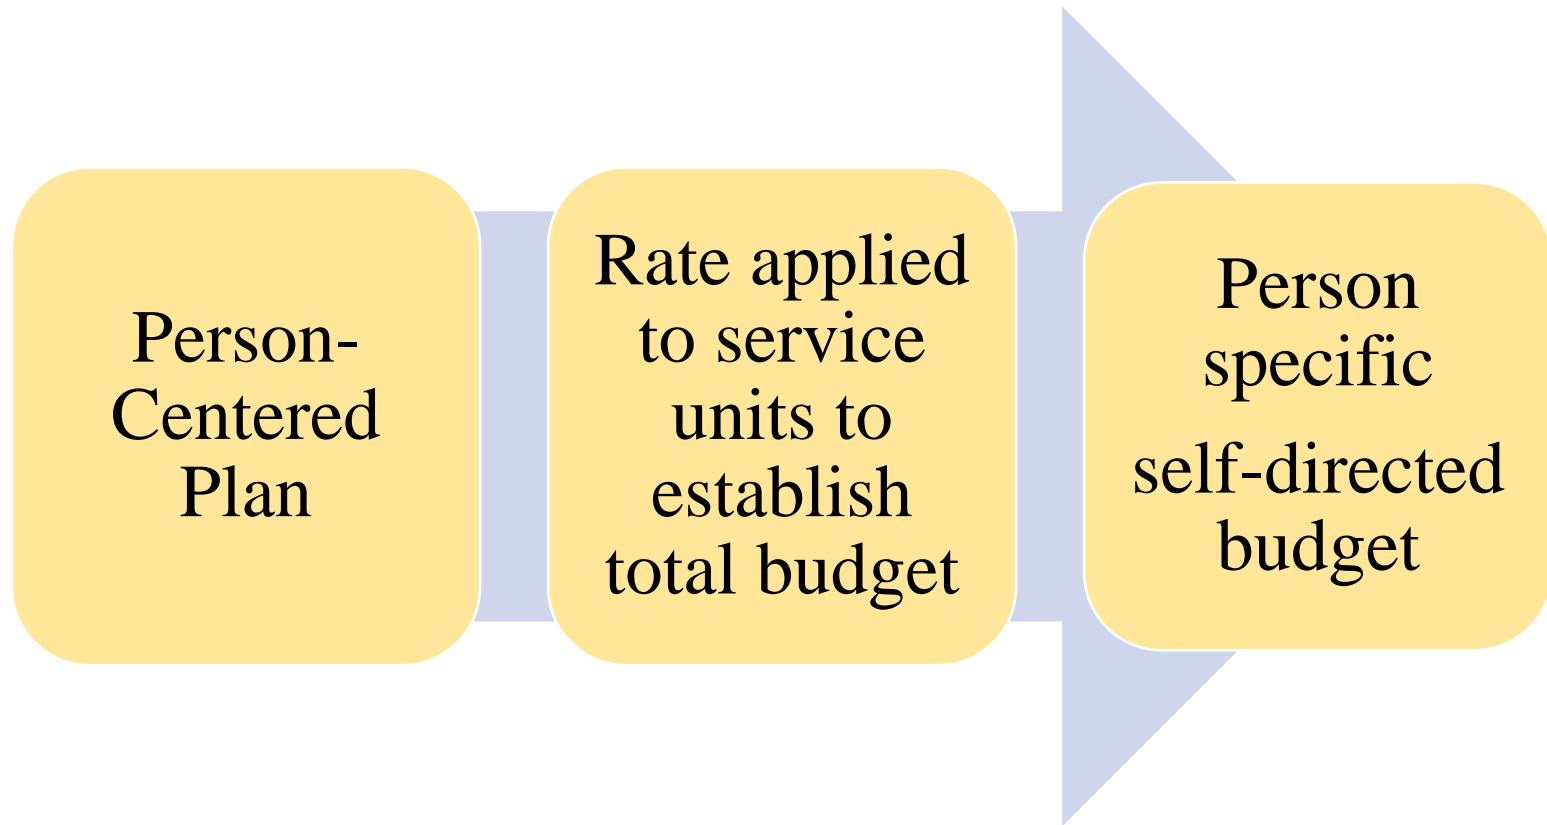 Person-
Centered
Plan
Rate applied
to service
units to
establish
total budget
Person
specific
self-directed
budget